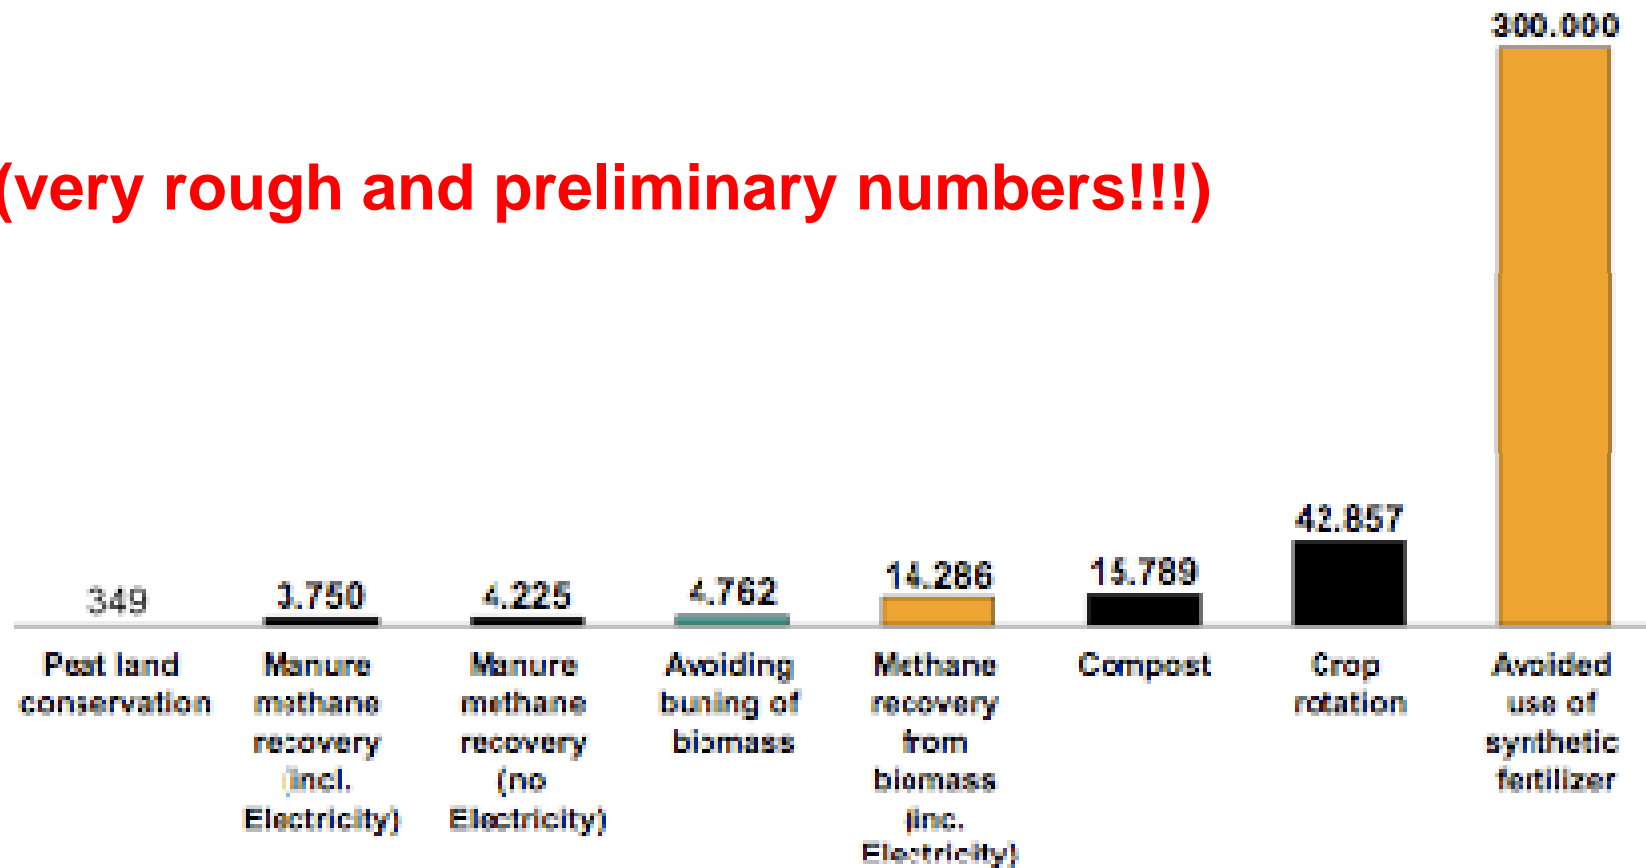 300.000
(very rough and preliminary numbers!!!)
42.857
349
3.750
4.225
4.762
14.286
15.789
Peat land
conservation
Manure
methane
recovery
(incl.
Electricity)
Manure
methane
recovery
(no
Electricity)
Avoiding
buning of
biomass
Methane
recovery
from
biomass
(inc.
Electricity)
Compost
Crop
rotation
Avoided
use of
synthetic
fertilizer